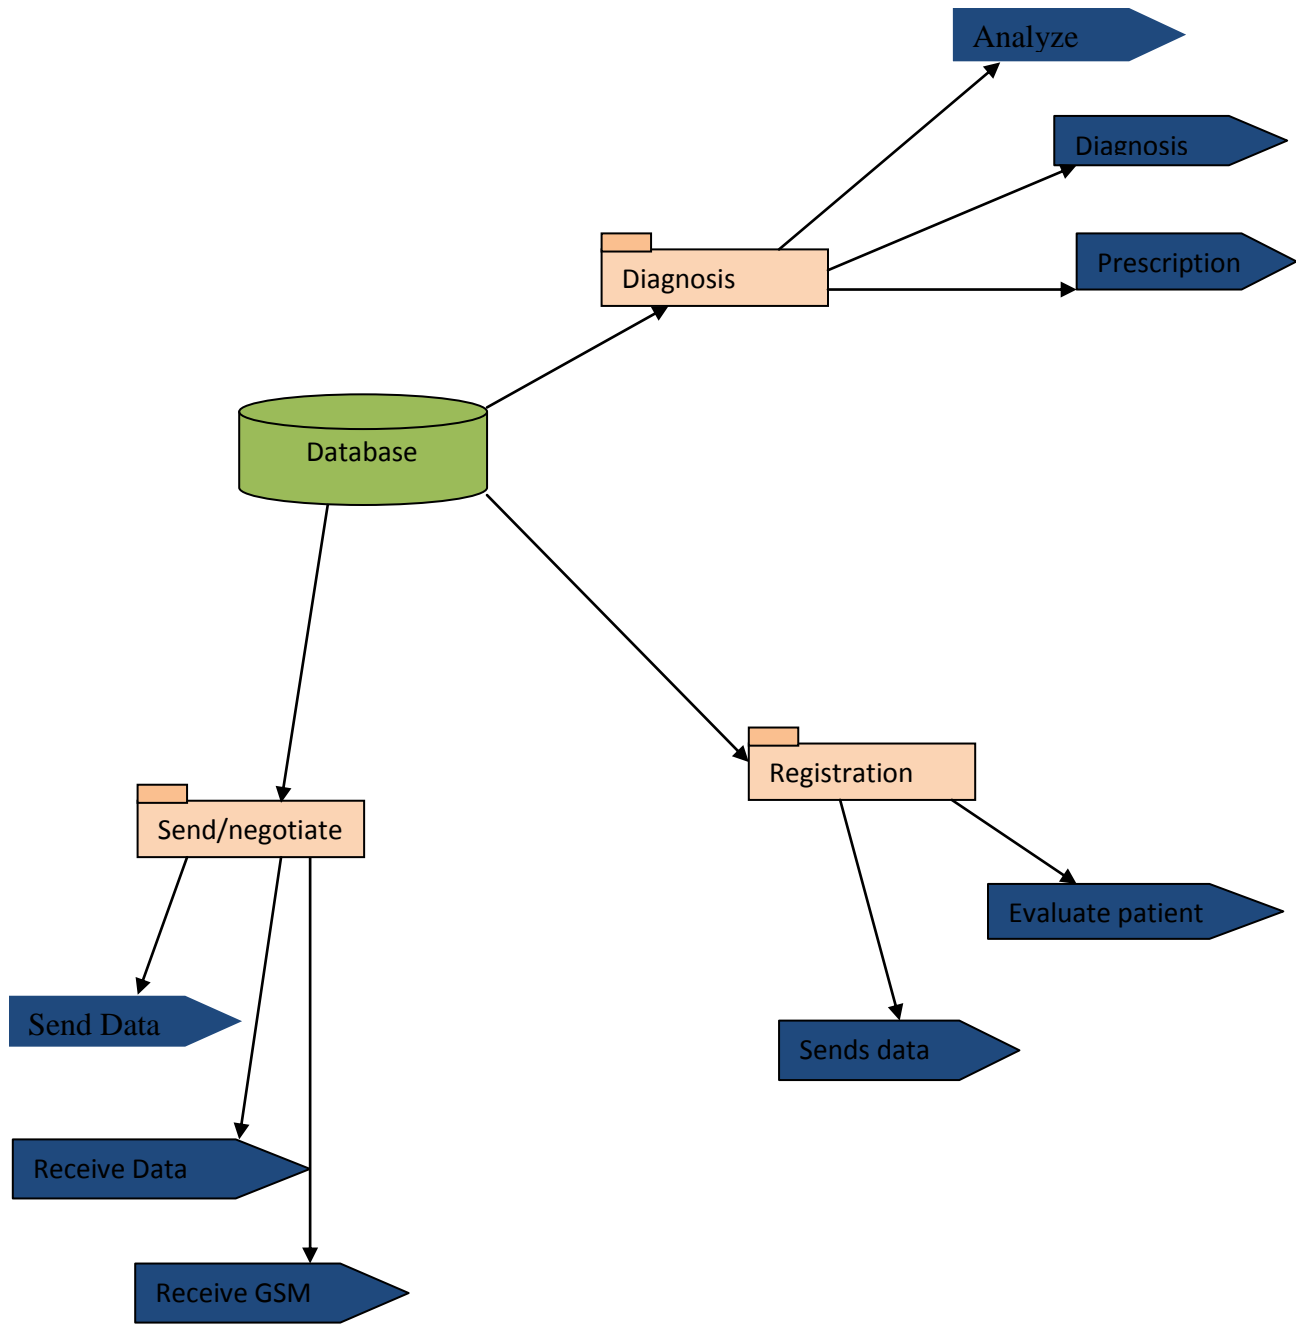 Analyze
Diagnosis
Prescription
Diagnosis
Database
Registration
Send/negotiate
Evaluate patient
Send Data
Sends data
Receive Data
Receive GSM